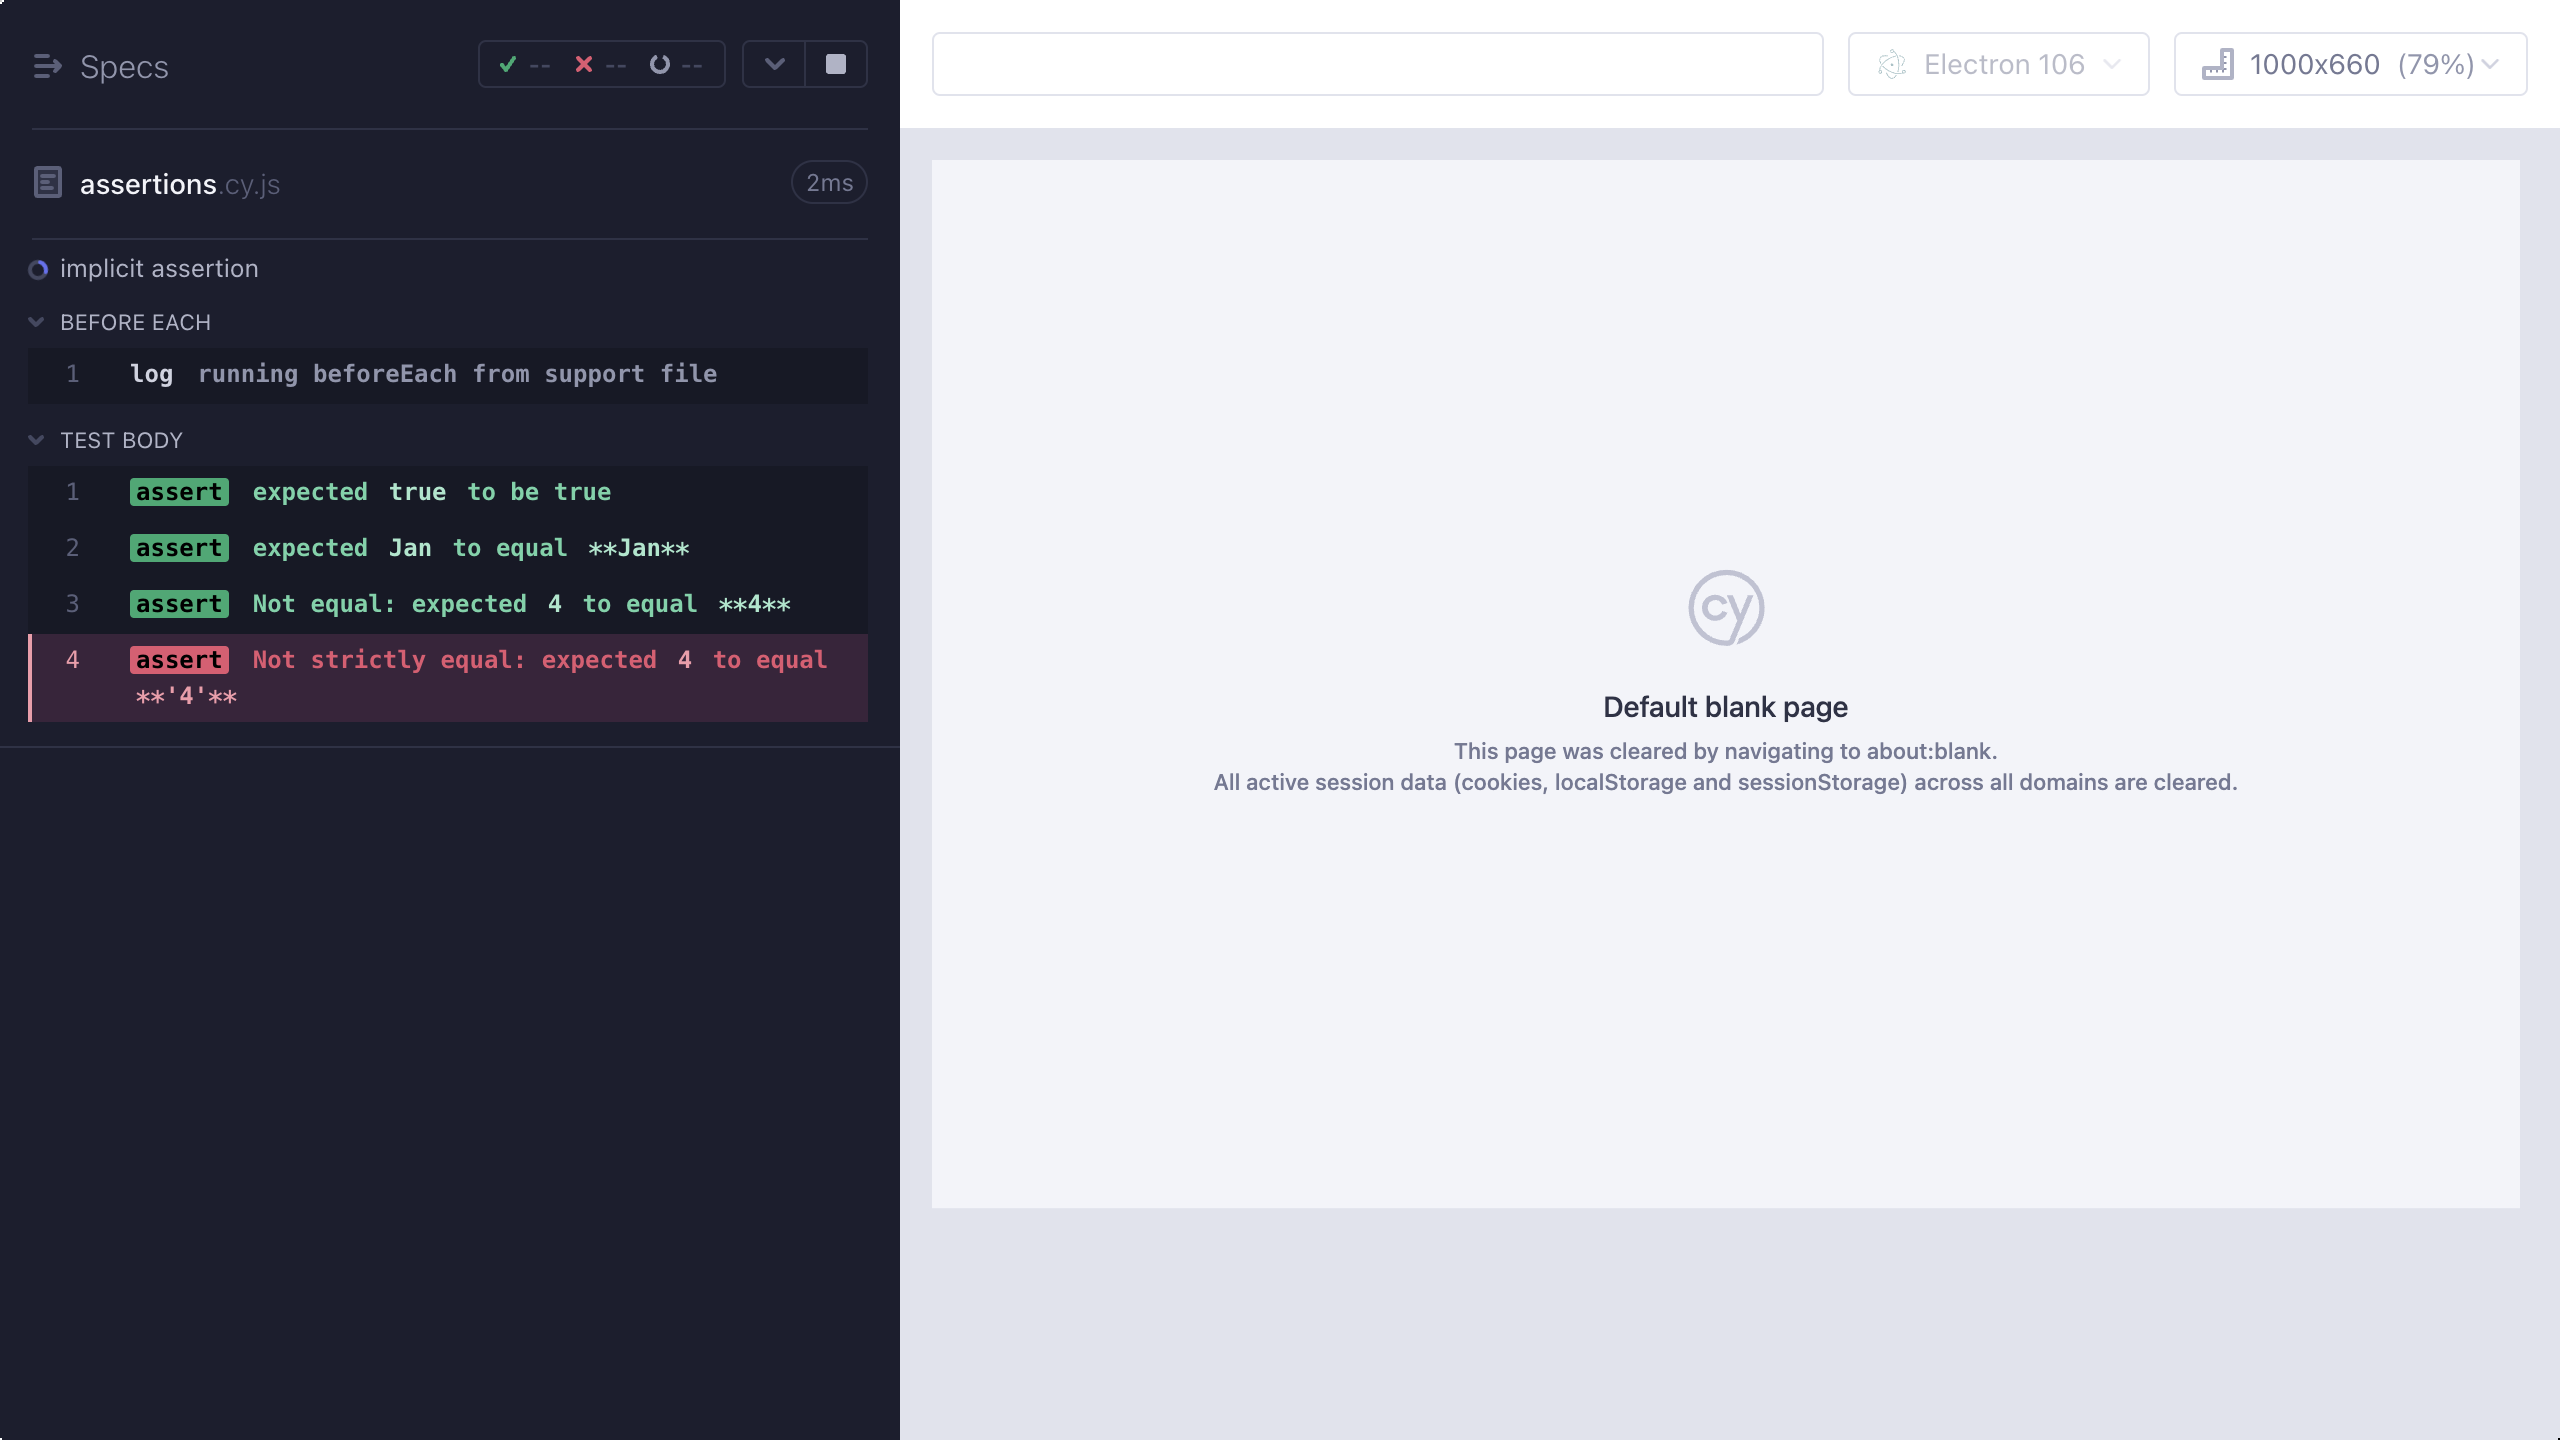 Specs
-- -- --
assertions.cy.js
2ms
implicit assertion
BEFORE EACH
1 log running beforeEach from support file
TEST BODY
1 assert expected true to be true
2 assert expected Jan to equal **Jan**
3 assert Not equal: expected 4 to equal **4**
4 assert Not strictly equal: expected 4 to equal
**'4'**
Electron 106
1000x660 (79%)
cy
Default blank page
This page was cleared by navigating to about:blank.
All active session data (cookies, localStorage and sessionStorage) across all domains are cleared.